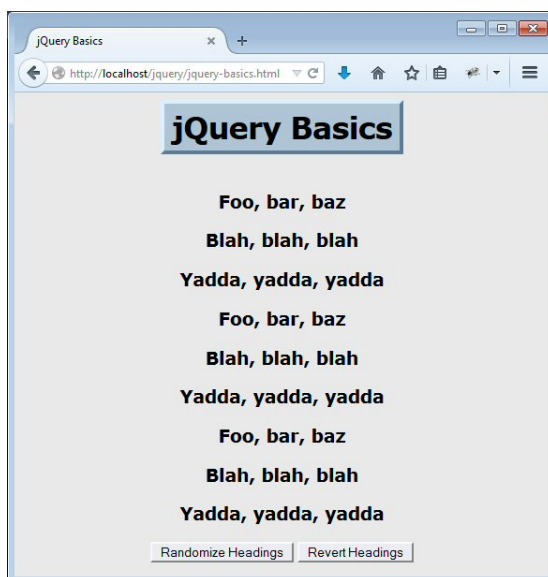 jQuery Basics
http://localhost/jquery/jquery-basics.html
jQuery Basics
Foo, bar, baz
Blah, blah, blah
Yadda, yadda, yadda
Foo, bar, baz
Blah, blah, blah
Yadda, yadda, yadda
Foo, bar, baz
Blah, blah, blah
Yadda, yadda, yadda
Randomize Headings Revert Headings